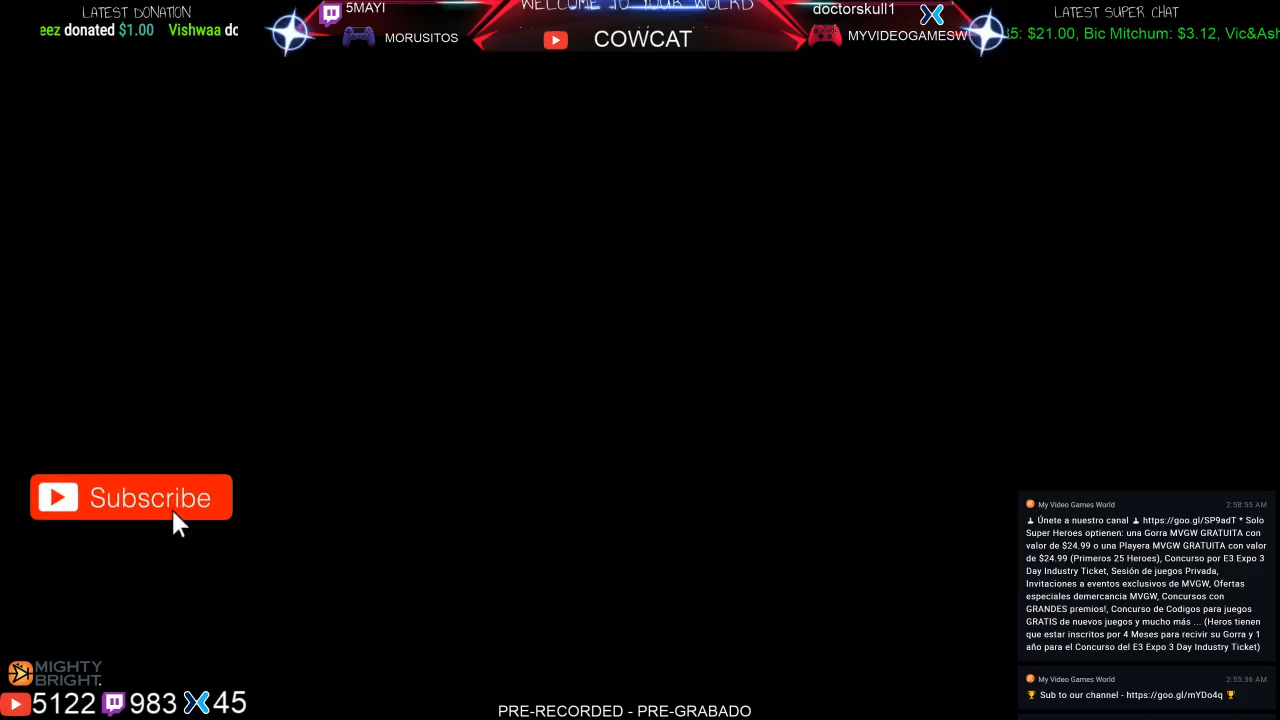 LATEST DONATION
eez donated $1.00 Vishwaa dc
5MAYI
MORUSITOS
WELCOME TO YOUR WORLD
COWCAT
doctorskull1
MYVIDEOGAMESW
LATEST SUPER CHAT
5: $21.00, Bic Mitchum: $3.12, Vic&Ash
Subscribe
My Video Games World 2:58:55 AM
Únete a nuestro canal https://goo.gl/SP9adT * Solo
Super Heroes optienen: una Gorra MVGW GRATUITA con
valor de $24.99 o una Playera MVGW GRATUITA con valor
de $24.99 (Primeros 25 Heroes), Concurso por E3 Expo 3
Day Industry Ticket, Sesión de juegos Privada,
Invitaciones a eventos exclusivos de MVGW, Ofertas
especiales demercancia MVGW, Concursos con
GRANDES premios!, Concurso de Codigos para juegos
GRATIS de nuevos juegos y mucho más ... (Heros tienen
que estar inscritos por 4 Meses para recivir su Gorra y 1
año para el Concurso del E3 Expo 3 Day Industry Ticket)
My Video Games World 2:55:36 AM
🏆 Sub to our channel - https://goo.gl/mYDo4q 🏆
MIGHTY
BRIGHT.
5122 983 45
PRE-RECORDED - PRE-GRABADO